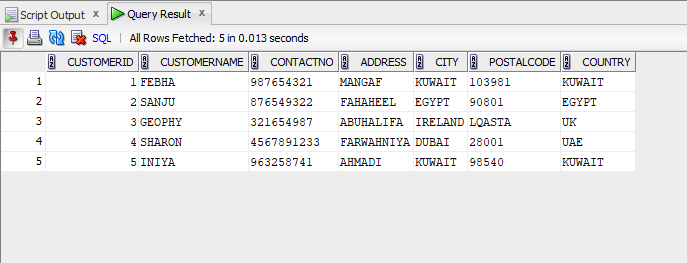 Script Output x Query Result x
SQL | All Rows Fetched: 5 in 0.013 seconds
CUSTOMERID CUSTOMERNAME CONTACTNO ADDRESS CITY POSTALCODE COUNTRY
1 1 FEBHA 987654321 MANGAF KUWAIT 103981 KUWAIT
2 2 SANJU 876549322 FAHAHEEL EGYPT 90801 EGYPT
3 3 GEOPHY 321654987 ABUHALIFA IRELAND LQASTA UK
4 4 SHARON 4567891233 FARWAHNIYA DUBAI 28001 UAE
5 5 INIYA 963258741 AHMADI KUWAIT 98540 KUWAIT